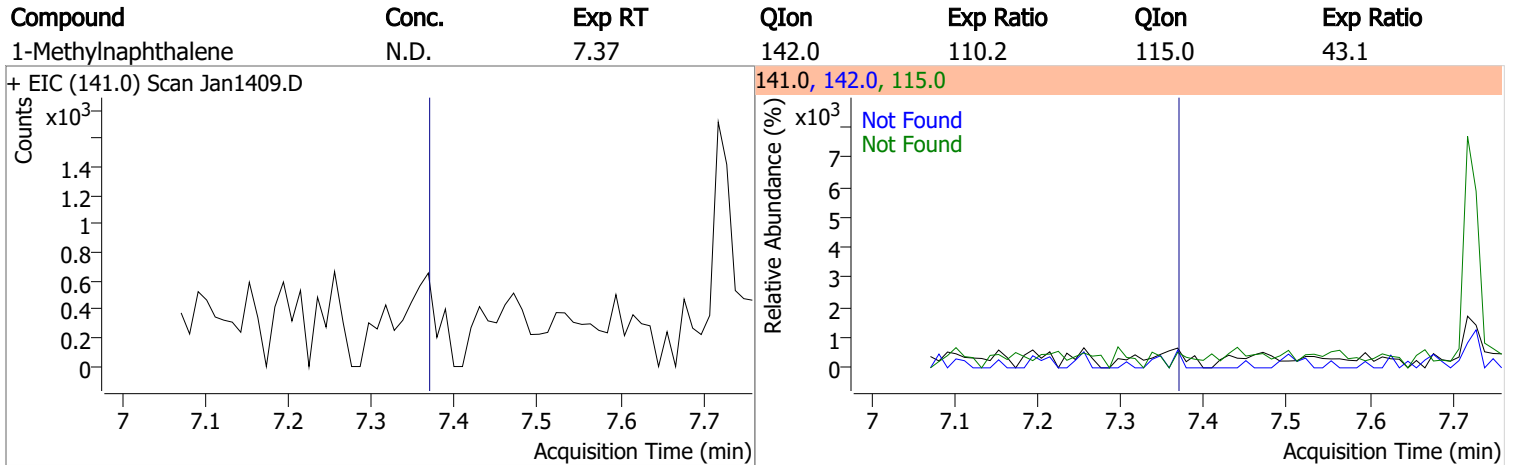 Compound Conc. Exp RT QIon Exp Ratio QIon Exp Ratio
1-Methylnaphthalene N.D. 7.37 142.0 110.2 115.0 43.1
+ EIC (141.0) Scan Jan1409.D
Counts
x10³
1.4
1.2
1
0.8
0.6
0.4
0.2
0
7 7.1 7.2 7.3 7.4 7.5 7.6 7.7
Acquisition Time (min)
141.0, 142.0, 115.0
Relative Abundance (%)
x10³
Not Found
Not Found
7
6
5
4
3
2
1
0
7 7.1 7.2 7.3 7.4 7.5 7.6 7.7
Acquisition Time (min)